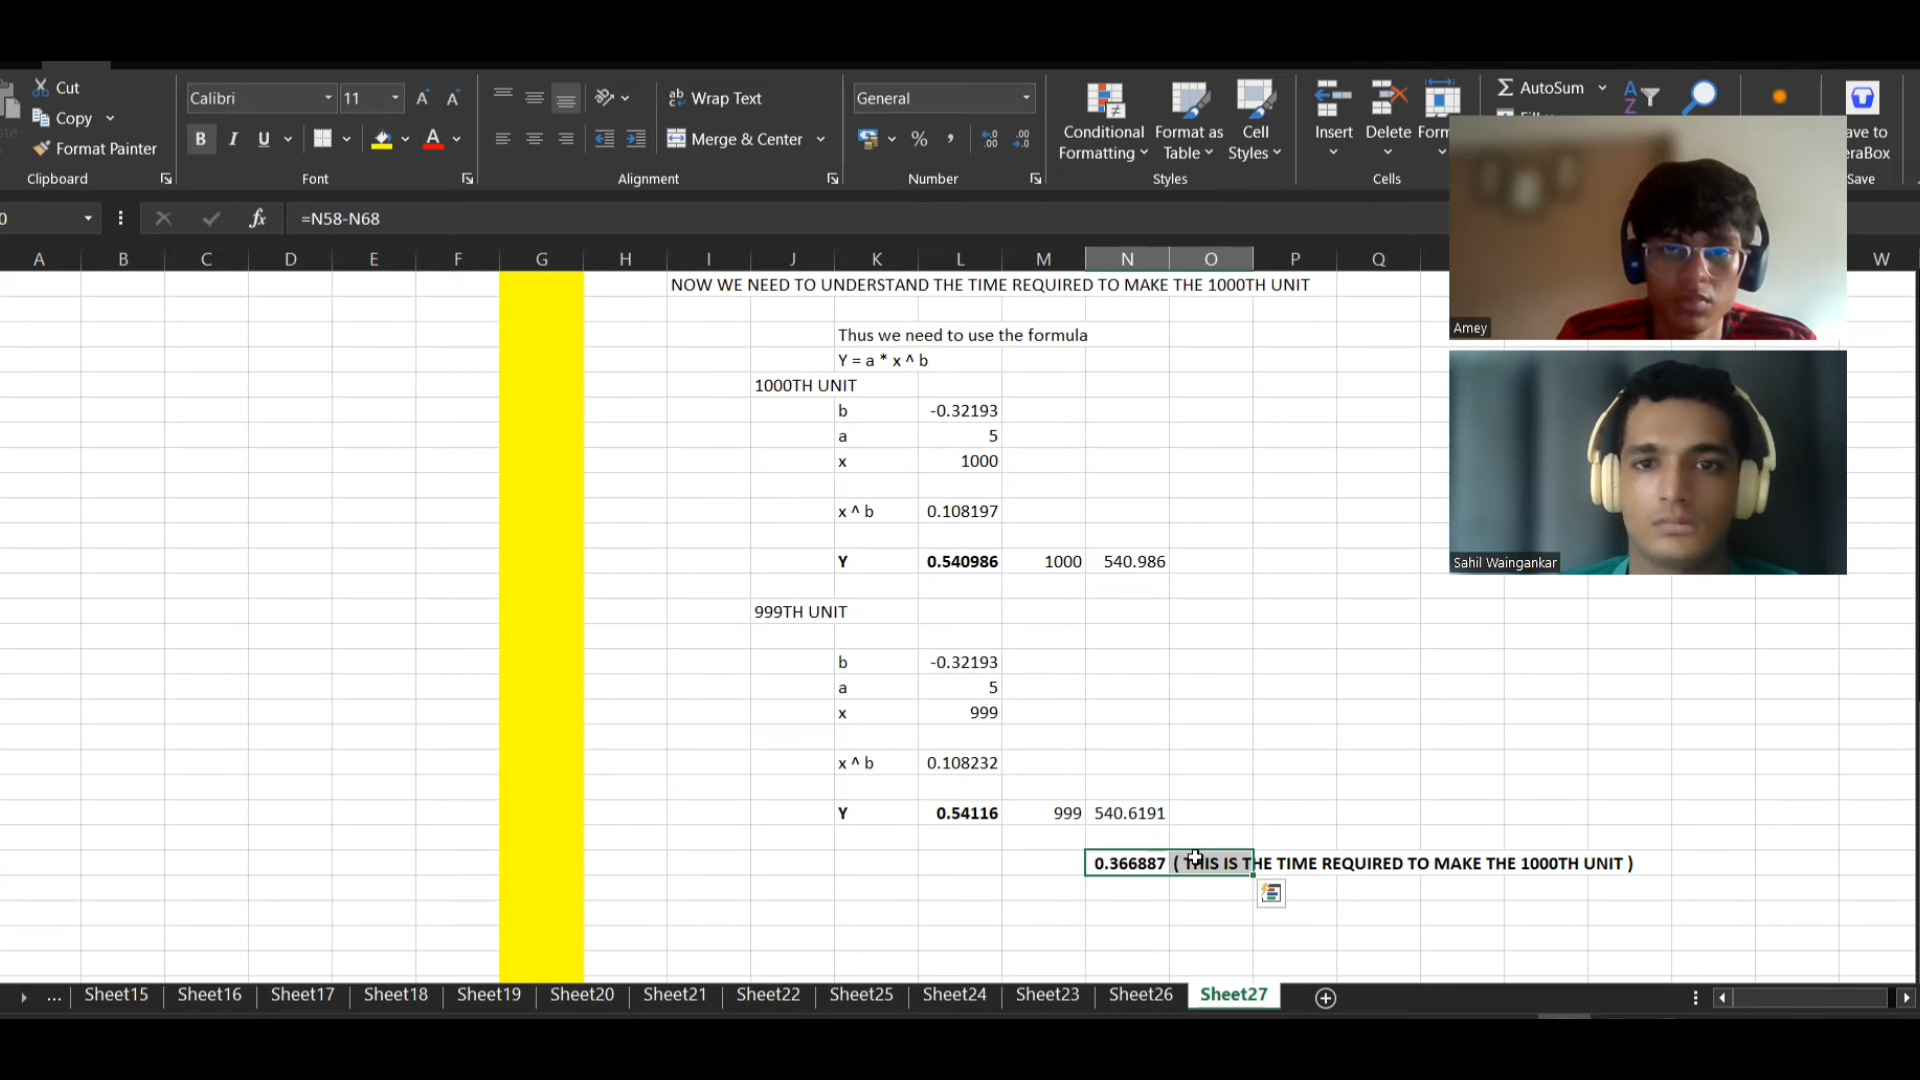 Cut
Copy
Format Painter
Clipboard
Calibri
11
B I U
Font
Wrap Text
Merge & Center
Alignment
General
%
Number
Conditional Formatting
Format as Table
Cell Styles
Styles
Insert
Delete
Cells
AutoSum
Save
fx
=N58-N68
A B C D E F G H I J K L M N O P Q W
NOW WE NEED TO UNDERSTAND THE TIME REQUIRED TO MAKE THE 1000TH UNIT
Thus we need to use the formula
Y = a * x ^ b
1000TH UNIT
b -0.32193
a 5
x 1000
x ^ b 0.108197
Y 0.540986 1000 540.986
999TH UNIT
b -0.32193
a 5
x 999
x ^ b 0.108232
Y 0.54116 999 540.6191
0.366887 ( THIS IS THE TIME REQUIRED TO MAKE THE 1000TH UNIT )
Amey
Sahil Waingankar
... Sheet15 Sheet16 Sheet17 Sheet18 Sheet19 Sheet20 Sheet21 Sheet22 Sheet25 Sheet24 Sheet23 Sheet26 Sheet27